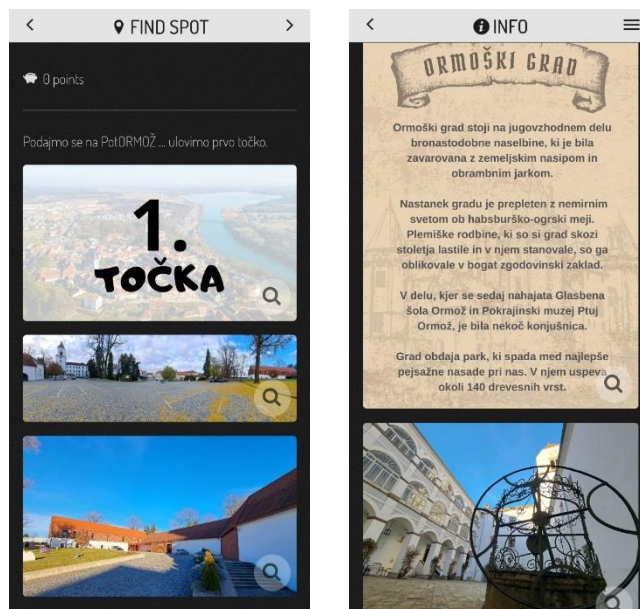 FIND SPOT
0 points
Podajmo se na PotORMOŽ ... ulovimo prvo točko.
1.
TOČKA
INFO
ORMOŠKI GRAD
Ormoški grad stoji na jugovzhodnem delu
bronastodobne naselbine, ki je bila
zavarovana z zemeljskim nasipom in
obrambnim jarkom.
Nastanek gradu je prepleten z nemirnim
svetom ob habsburško-ogrski meji.
Plemiške rodbine, ki so si grad skozi
stoletja lastile in v njem stanovale, so ga
oblikovale v bogat zgodovinski zaklad.
V delu, kjer se sedaj nahajata Glasbena
šola Ormož in Pokrajinski muzej Ptuj
Ormož, je bila nekoč konjušnica.
Grad obdaja park, ki spada med najlepše
pejsažne nasade pri nas. V njem uspeva
okoli 140 drevesnih vrst.